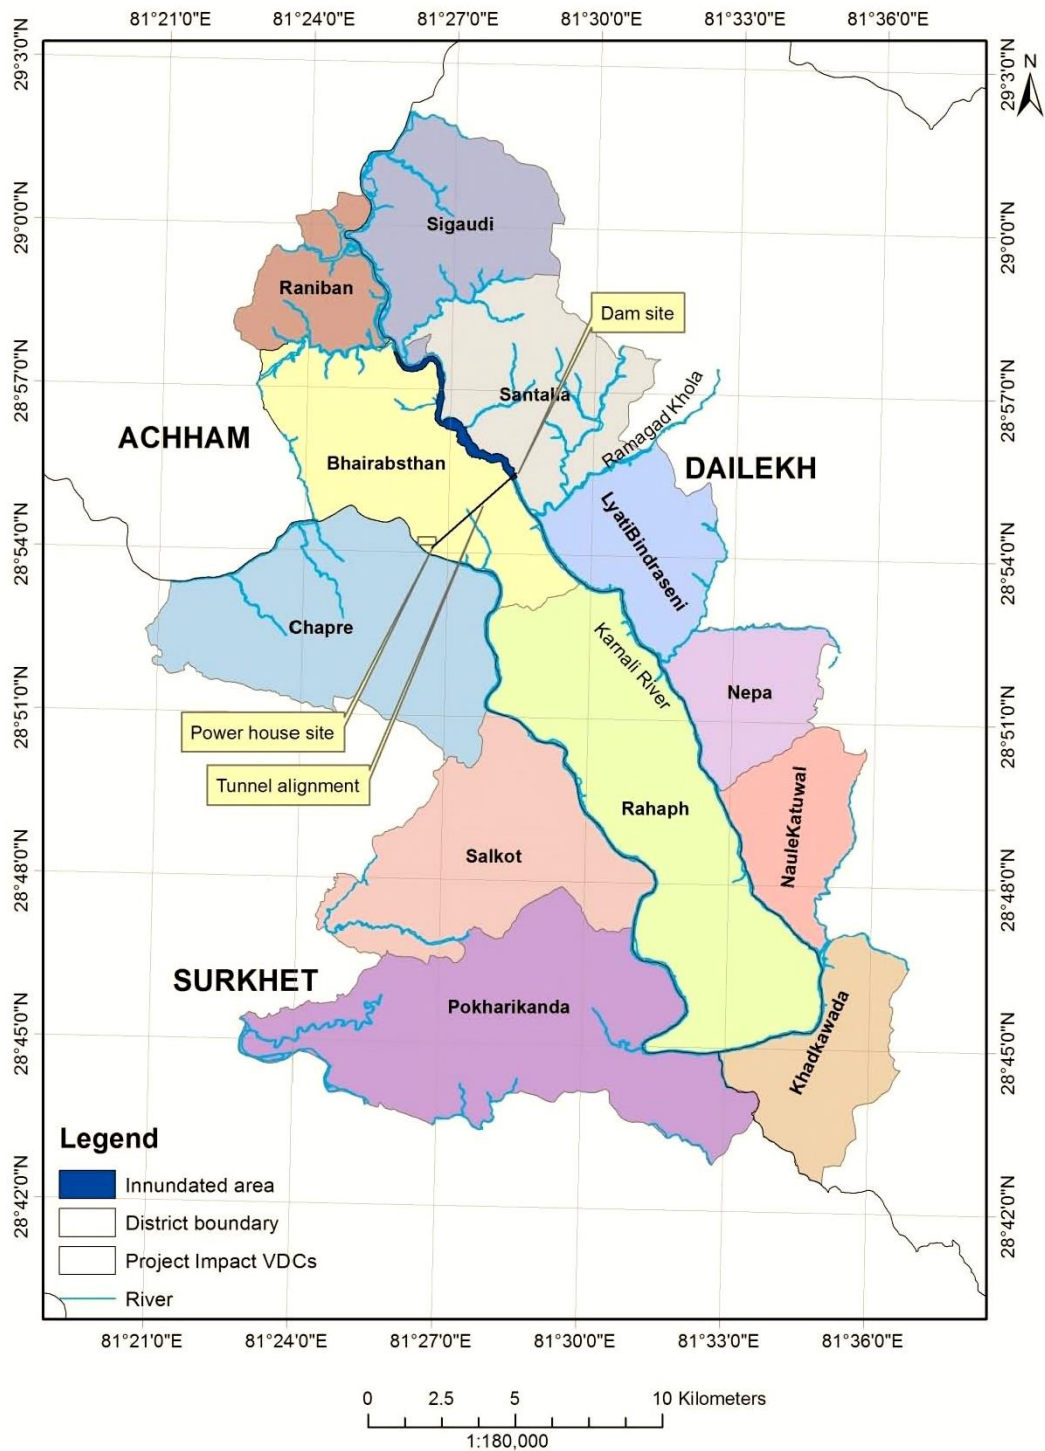 81°21'0"E 81°24'0"E 81°27'0"E 81°30'0"E 81°33'0"E 81°36'0"E
29°3'0"N
29°3'0"N
N
Sigaudi
29°0'0"N
29°0'0"N
Raniban
Dam site
28°57'0"N
28°57'0"N
Santalla
Ramagad Khola
ACHHAM
Bhairabsthan
DAILEKH
LyatiBindraseni
28°54'0"N
28°54'0"N
Chapre
Karnali River
Nepa
28°51'0"N
28°51'0"N
Power house site
Tunnel alignment
Rahaph
NauleKatuwal
Salkot
28°48'0"N
28°48'0"N
SURKHET
Pokharikanda
Khadkawada
28°45'0"N
28°45'0"N
Legend
Innundated area
District boundary
Project Impact VDCs
River
28°42'0"N
28°42'0"N
81°21'0"E 81°24'0"E 81°27'0"E 81°30'0"E 81°33'0"E 81°36'0"E
0 2.5 5 10 Kilometers
1:180,000